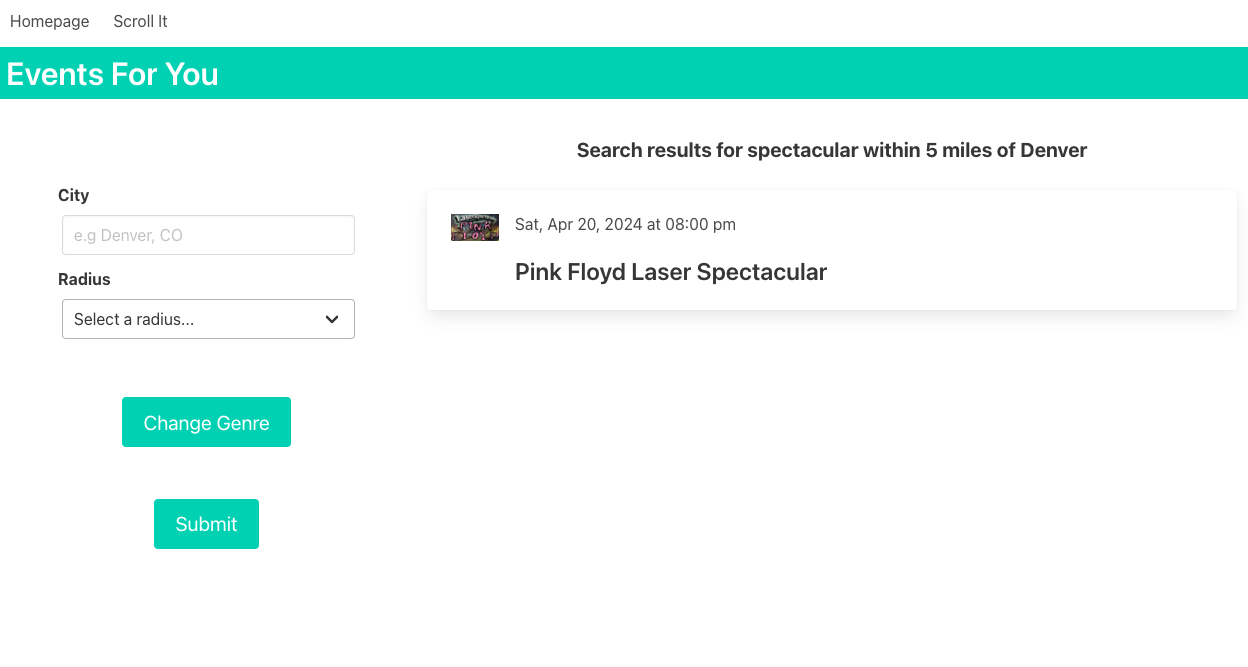 Homepage Scroll It
Events For You
Search results for spectacular within 5 miles of Denver
City
e.g Denver, CO
Radius
Select a radius...
Change Genre
Submit
Sat, Apr 20, 2024 at 08:00 pm
Pink Floyd Laser Spectacular